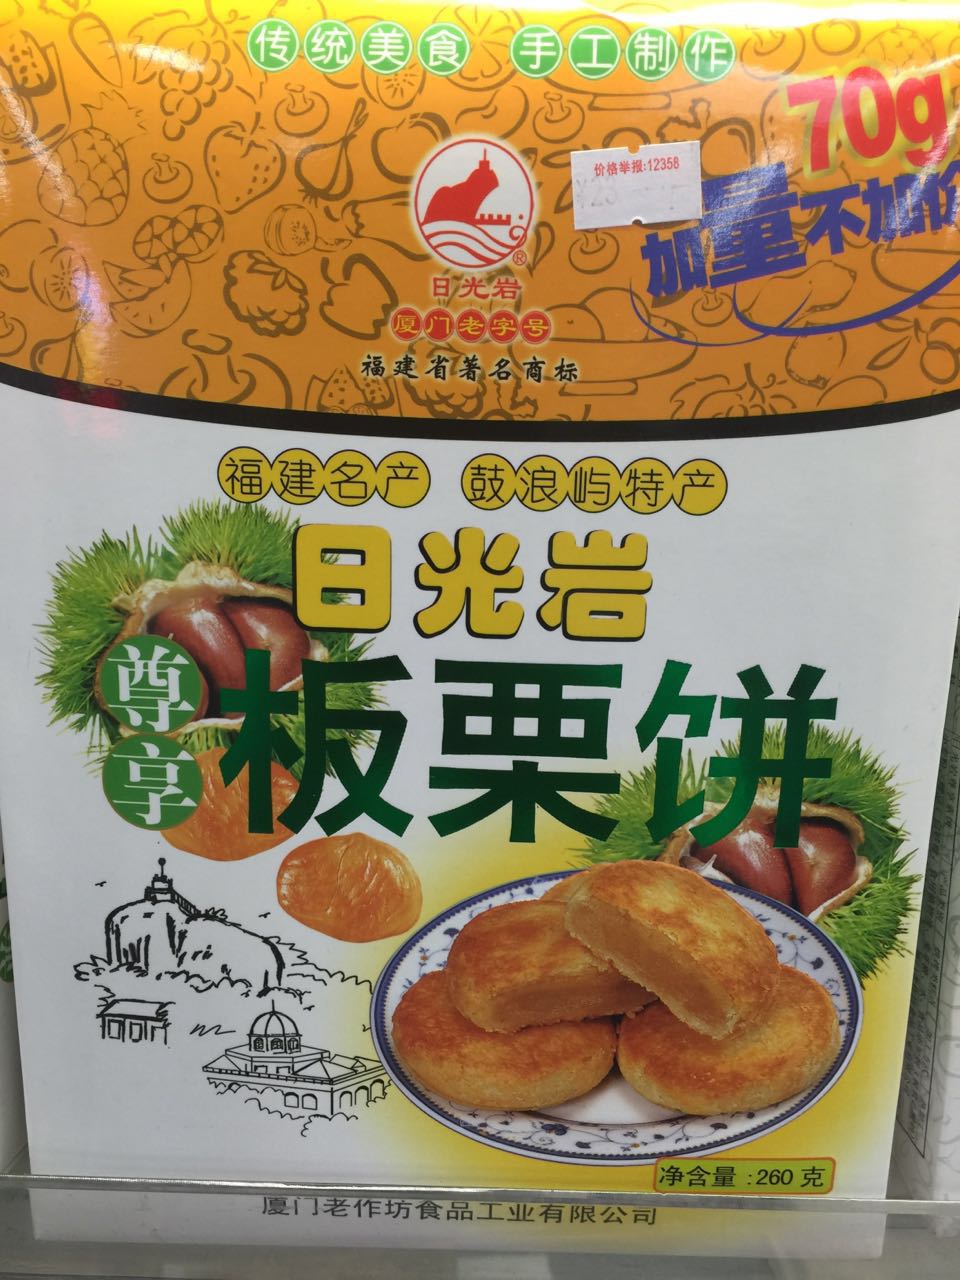 传统美食 手工制作
70g
价格举报:12358
加量不加价
日光岩
厦门老字号
福建省著名商标
福建名产 鼓浪屿特产
日光岩
尊享
板栗饼
净含量:260克
厦门老作坊食品工业有限公司